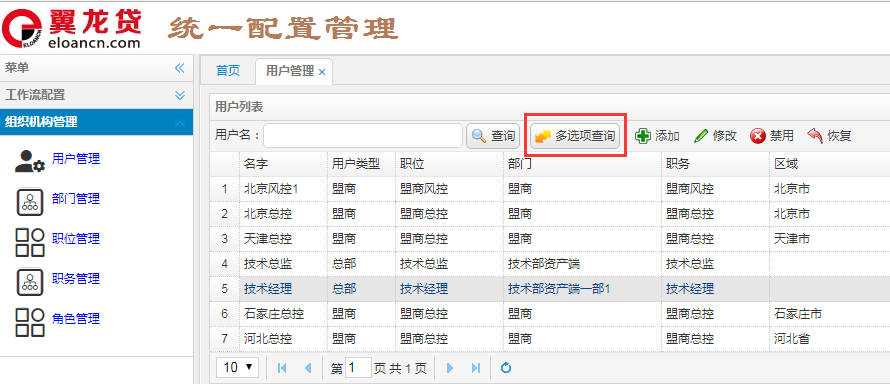 翼龙贷
eloancn.com
ELOANCN
统一配置管理
菜单
工作流配置
组织机构管理
用户管理
部门管理
职位管理
职务管理
角色管理
首页 用户管理 ×
用户列表
用户名： 查询 多选项查询 添加 修改 禁用 恢复
名字 用户类型 职位 部门 职务 区域
1 北京风控1 盟商 盟商风控 盟商 盟商风控 北京市
2 北京总控 盟商 盟商总控 盟商 盟商总控 北京市
3 天津总控 盟商 盟商总控 盟商 盟商总控 天津市
4 技术总监 总部 技术总监 技术部资产端 技术总监
5 技术经理 总部 技术经理 技术部资产端一部1 技术经理
6 石家庄总控 盟商 盟商总控 盟商 盟商总控 石家庄市
7 河北总控 盟商 盟商总控 盟商 盟商总控 河北省
10 第 1 页 共 1 页